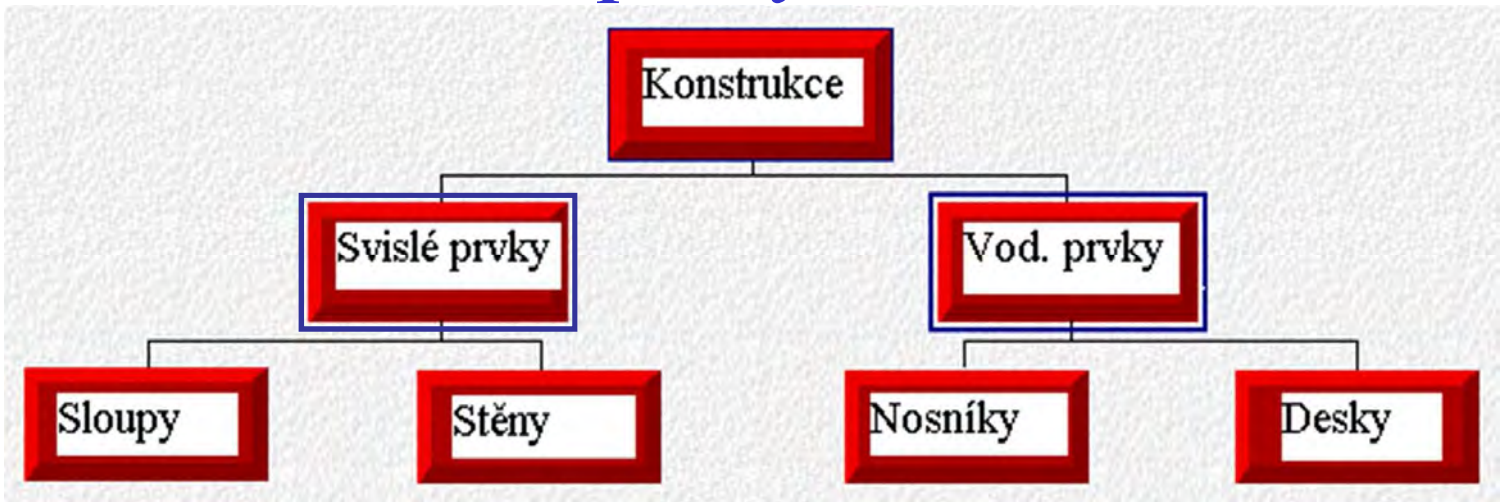 Konstrukce
Svislé prvky
Vod. prvky
Sloupy
Stěny
Nosníky
Desky